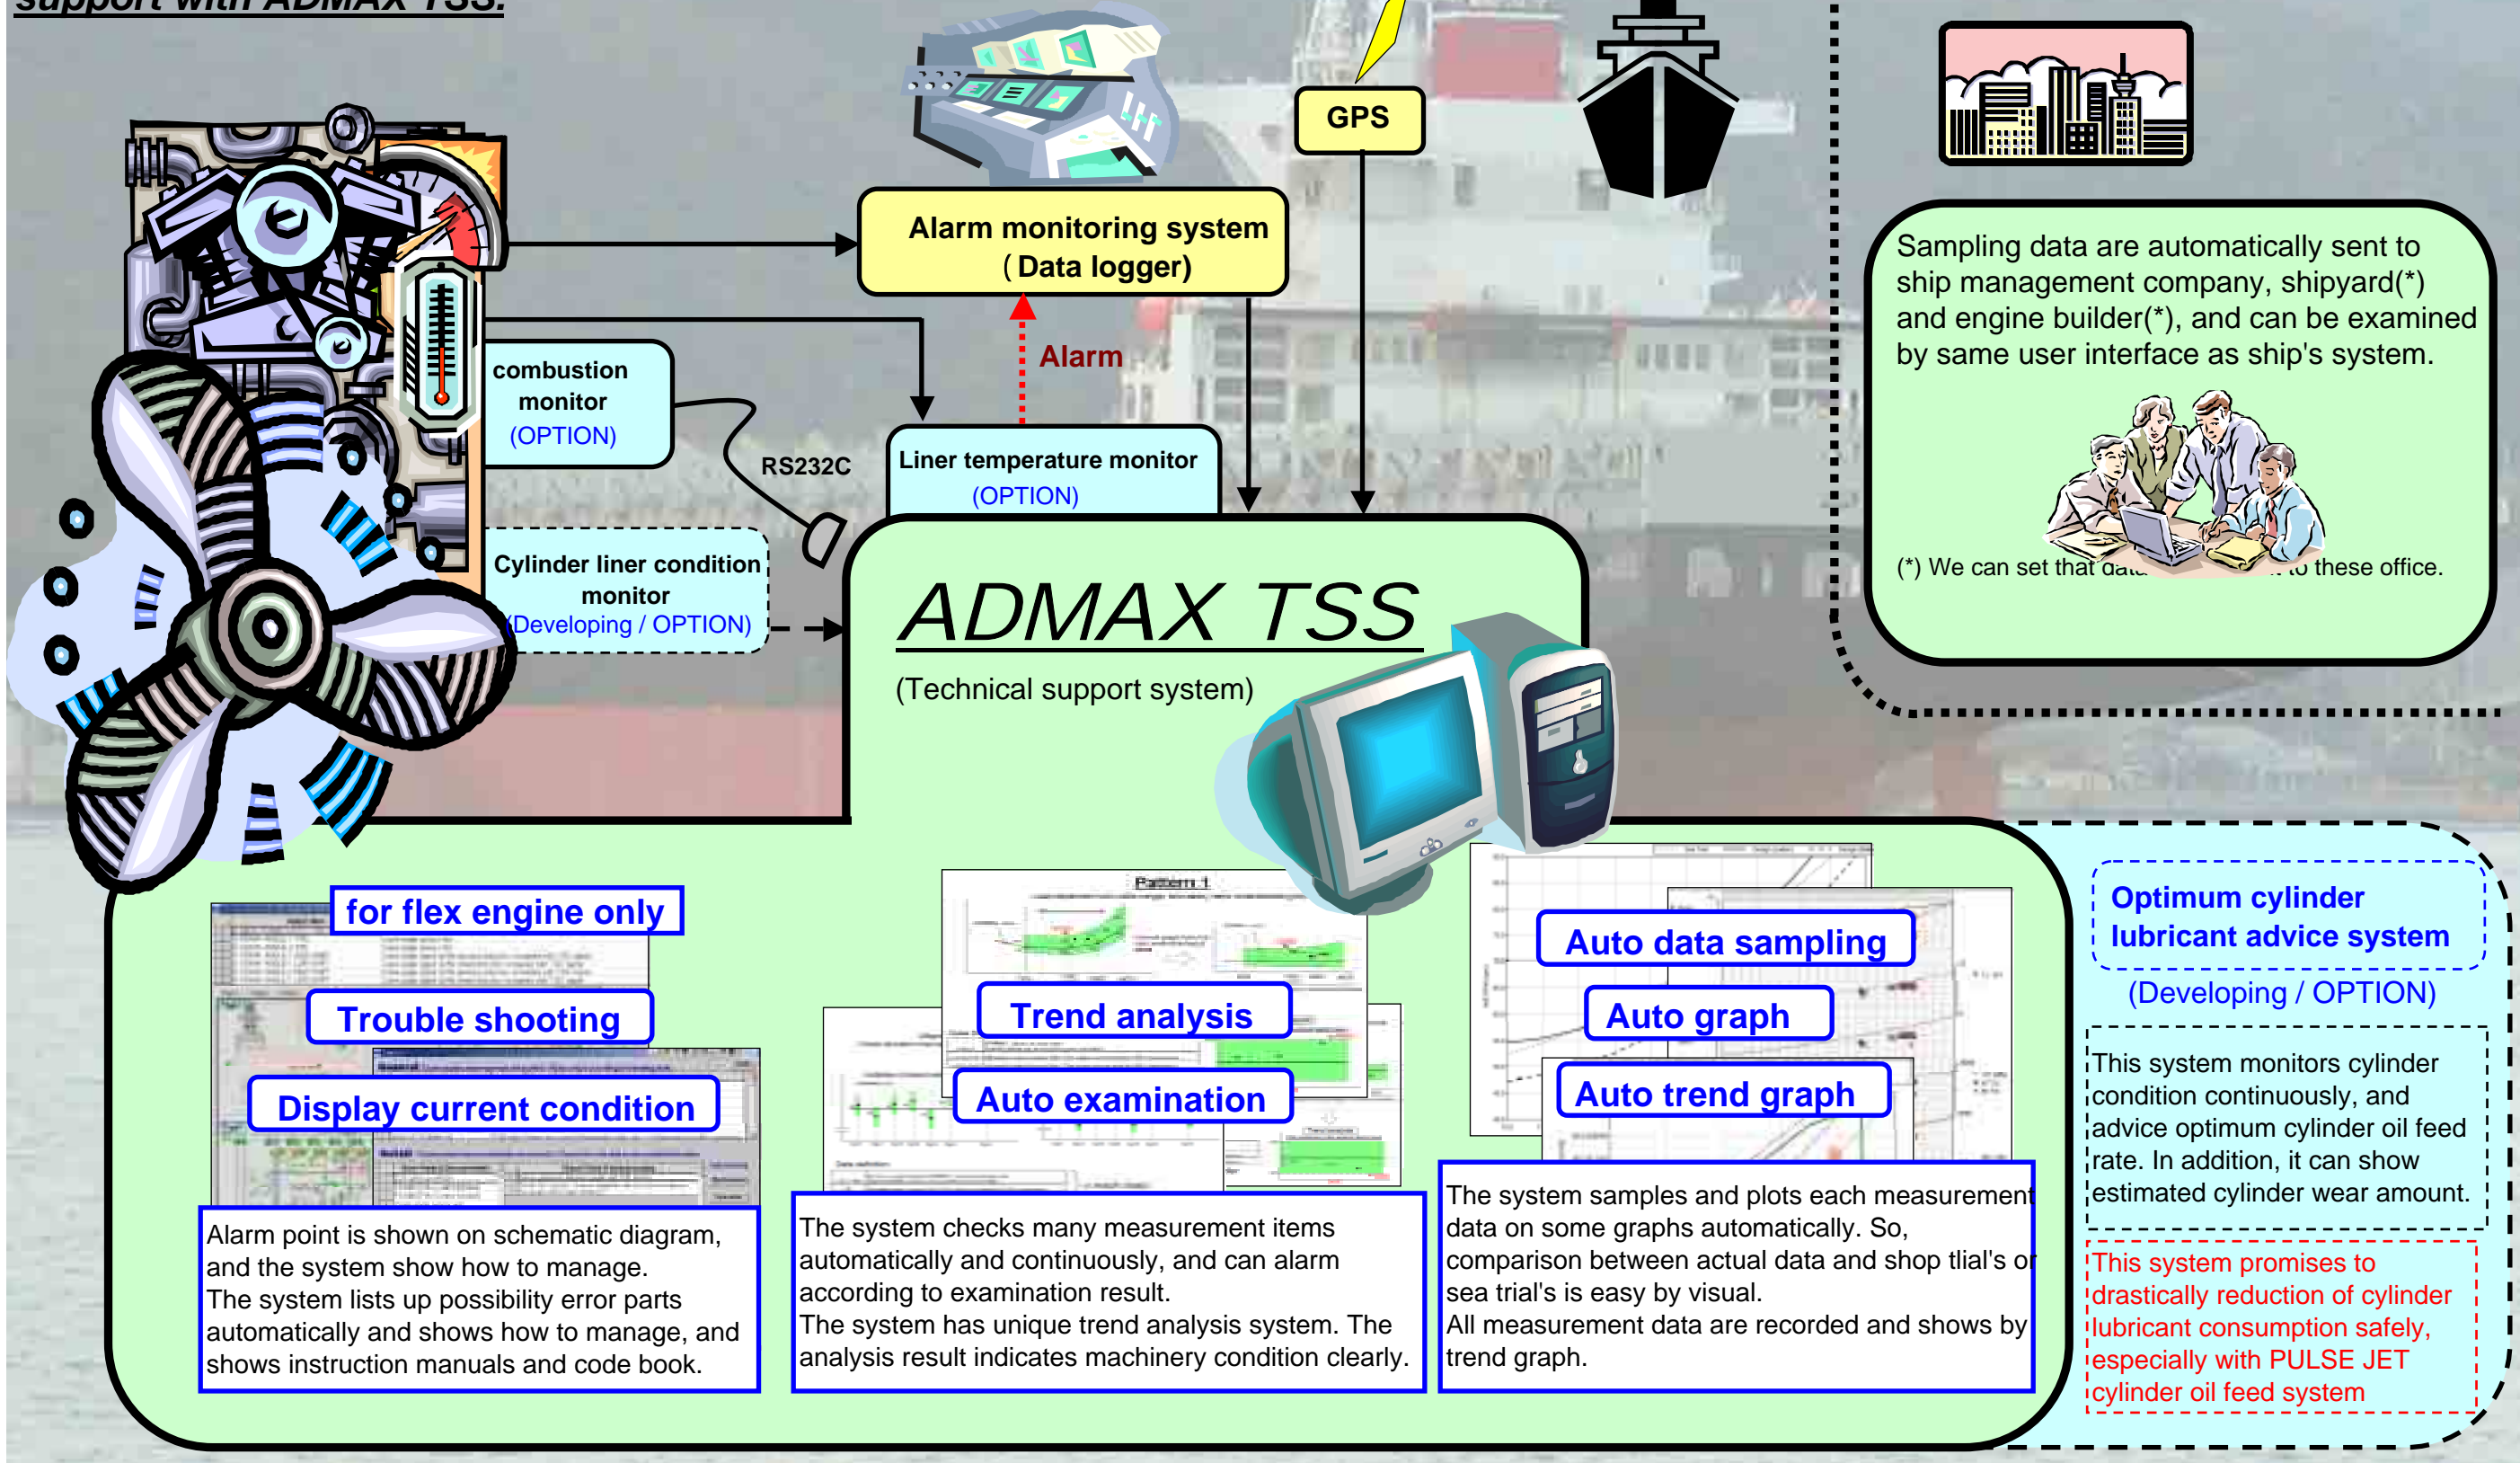 support with ADMAX TSS.
GPS
Alarm monitoring system
(Data logger)
Alarm
combustion
monitor
(OPTION)
RS232C
Liner temperature monitor
(OPTION)
Cylinder liner condition
monitor
(Developing / OPTION)
Sampling data are automatically sent to
ship management company, shipyard(*)
and engine builder(*), and can be examined
by same user interface as ship's system.
(*) We can set that data to these office.
ADMAX TSS
(Technical support system)
for flex engine only
Trouble shooting
Display current condition
Alarm point is shown on schematic diagram,
and the system show how to manage.
The system lists up possibility error parts
automatically and shows how to manage, and
shows instruction manuals and code book.
Pattern 1
Trend analysis
Auto examination
The system checks many measurement items
automatically and continuously, and can alarm
according to examination result.
The system has unique trend analysis system. The
analysis result indicates machinery condition clearly.
Auto data sampling
Auto graph
Auto trend graph
The system samples and plots each measurement
data on some graphs automatically. So,
comparison between actual data and shop tlial's or
sea trial's is easy by visual.
All measurement data are recorded and shows by
trend graph.
Optimum cylinder
lubricant advice system
(Developing / OPTION)
This system monitors cylinder
condition continuously, and
advice optimum cylinder oil feed
rate. In addition, it can show
estimated cylinder wear amount.
This system promises to
drastically reduction of cylinder
lubricant consumption safely,
especially with PULSE JET
cylinder oil feed system